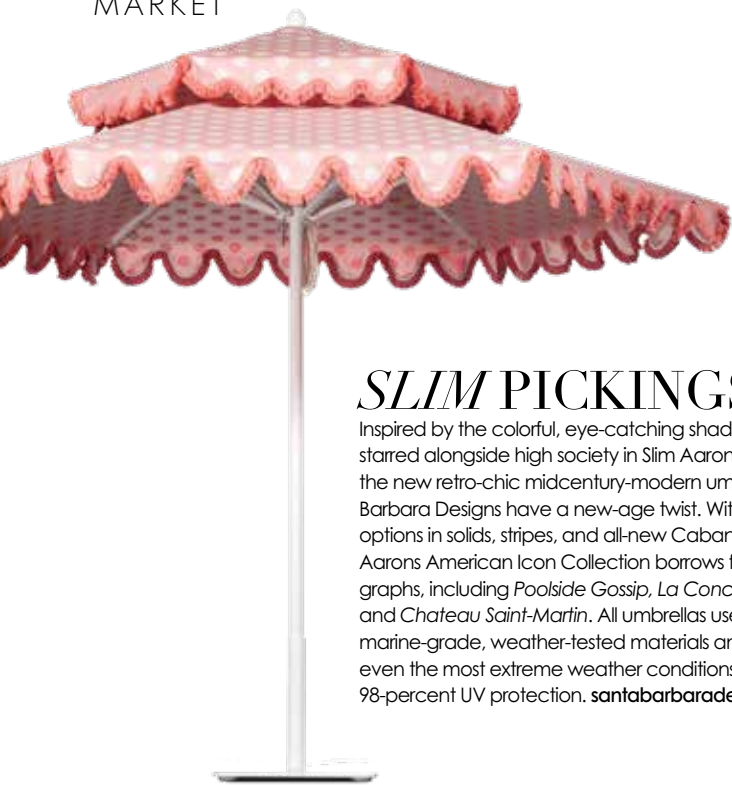 MARKET
SLIM PICKINGS
Inspired by the colorful, eye-catching shad
starred alongside high society in Slim Aaron
the new retro-chic midcentury-modern um
Barbara Designs have a new-age twist. Wit
options in solids, stripes, and all-new Caban
Aarons American Icon Collection borrows f
graphs, including Poolside Gossip, La Conc
and Chateau Saint-Martin. All umbrellas use
marine-grade, weather-tested materials an
even the most extreme weather conditions
98-percent UV protection. santabarbarade